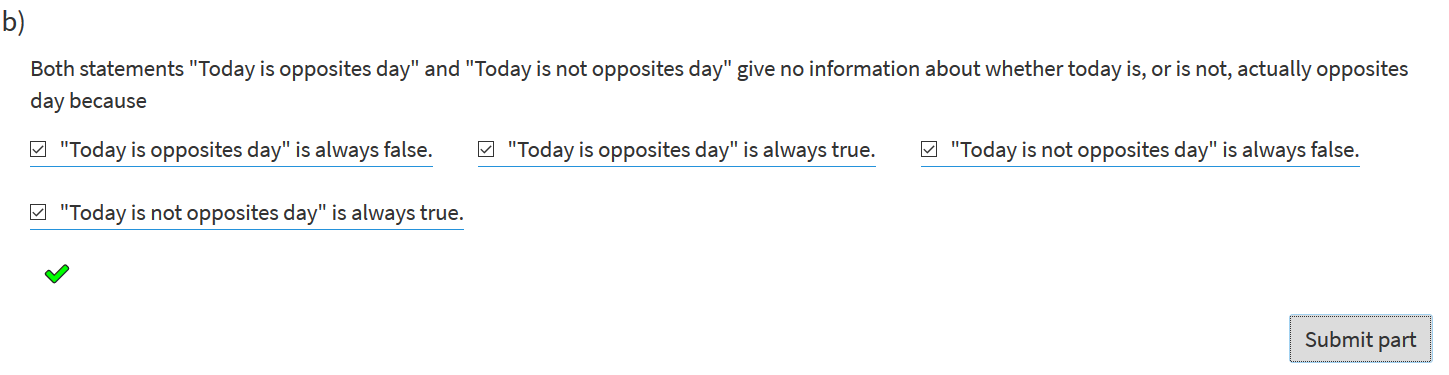 b)
Both statements "Today is opposites day" and "Today is not opposites day" give no information about whether today is, or is not, actually opposites
day because
"Today is opposites day" is always false. "Today is opposites day" is always true. "Today is not opposites day" is always false.
"Today is not opposites day" is always true.
Submit part